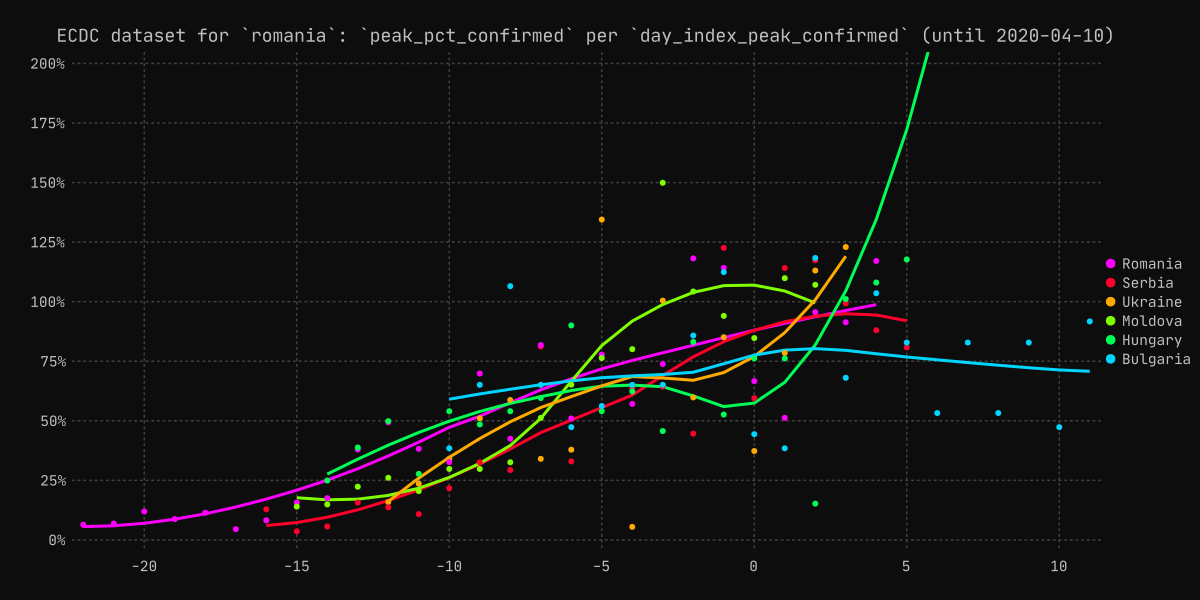 ECDC dataset for `romania`: `peak_pct_confirmed` per `day_index_peak_confirmed` (until 2020-04-10)
200%
175%
150%
125%
100%
75%
50%
25%
0%
-20 -15 -10 -5 0 5 10
Romania
Serbia
Ukraine
Moldova
Hungary
Bulgaria